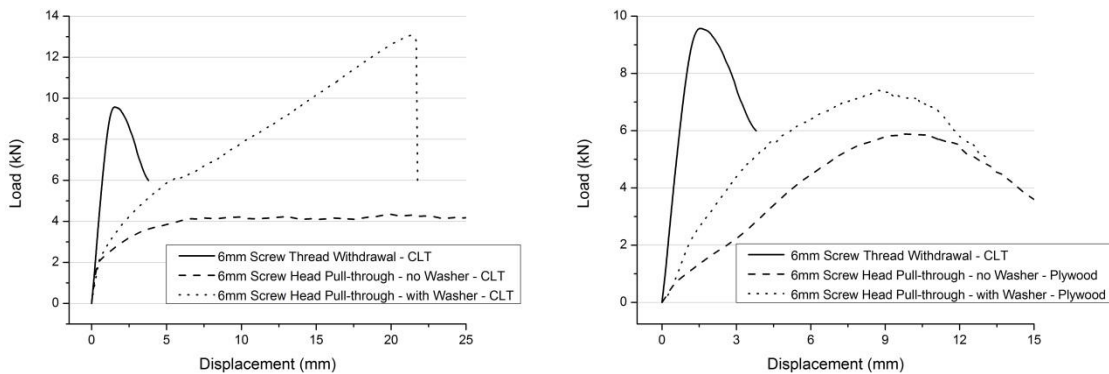 14
12
10
8
6
4
2
0
Load (kN)
6mm Screw Thread Withdrawal - CLT
6mm Screw Head Pull-through - no Washer - CLT
6mm Screw Head Pull-through - with Washer - CLT
0 5 10 15 20 25
Displacement (mm)
10
8
6
4
2
0
Load (kN)
6mm Screw Thread Withdrawal - CLT
6mm Screw Head Pull-through - no Washer - Plywood
6mm Screw Head Pull-through - with Washer - Plywood
0 3 6 9 12 15
Displacement (mm)